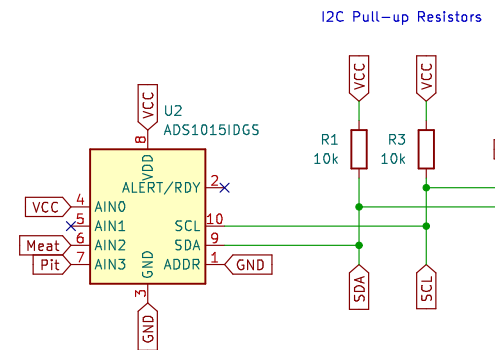 I2C Pull-up Resistors
VCC
VCC
VCC
U2
ADS1015IDGS
8
VDD
R1
10k
R3
10k
ALERT/RDY
2
VCC
4
AIN0
5
AIN1
SCL
10
Meat
6
AIN2
SDA
9
Pit
7
AIN3
GND
ADDR
1
GND
3
GND
SDA
SCL